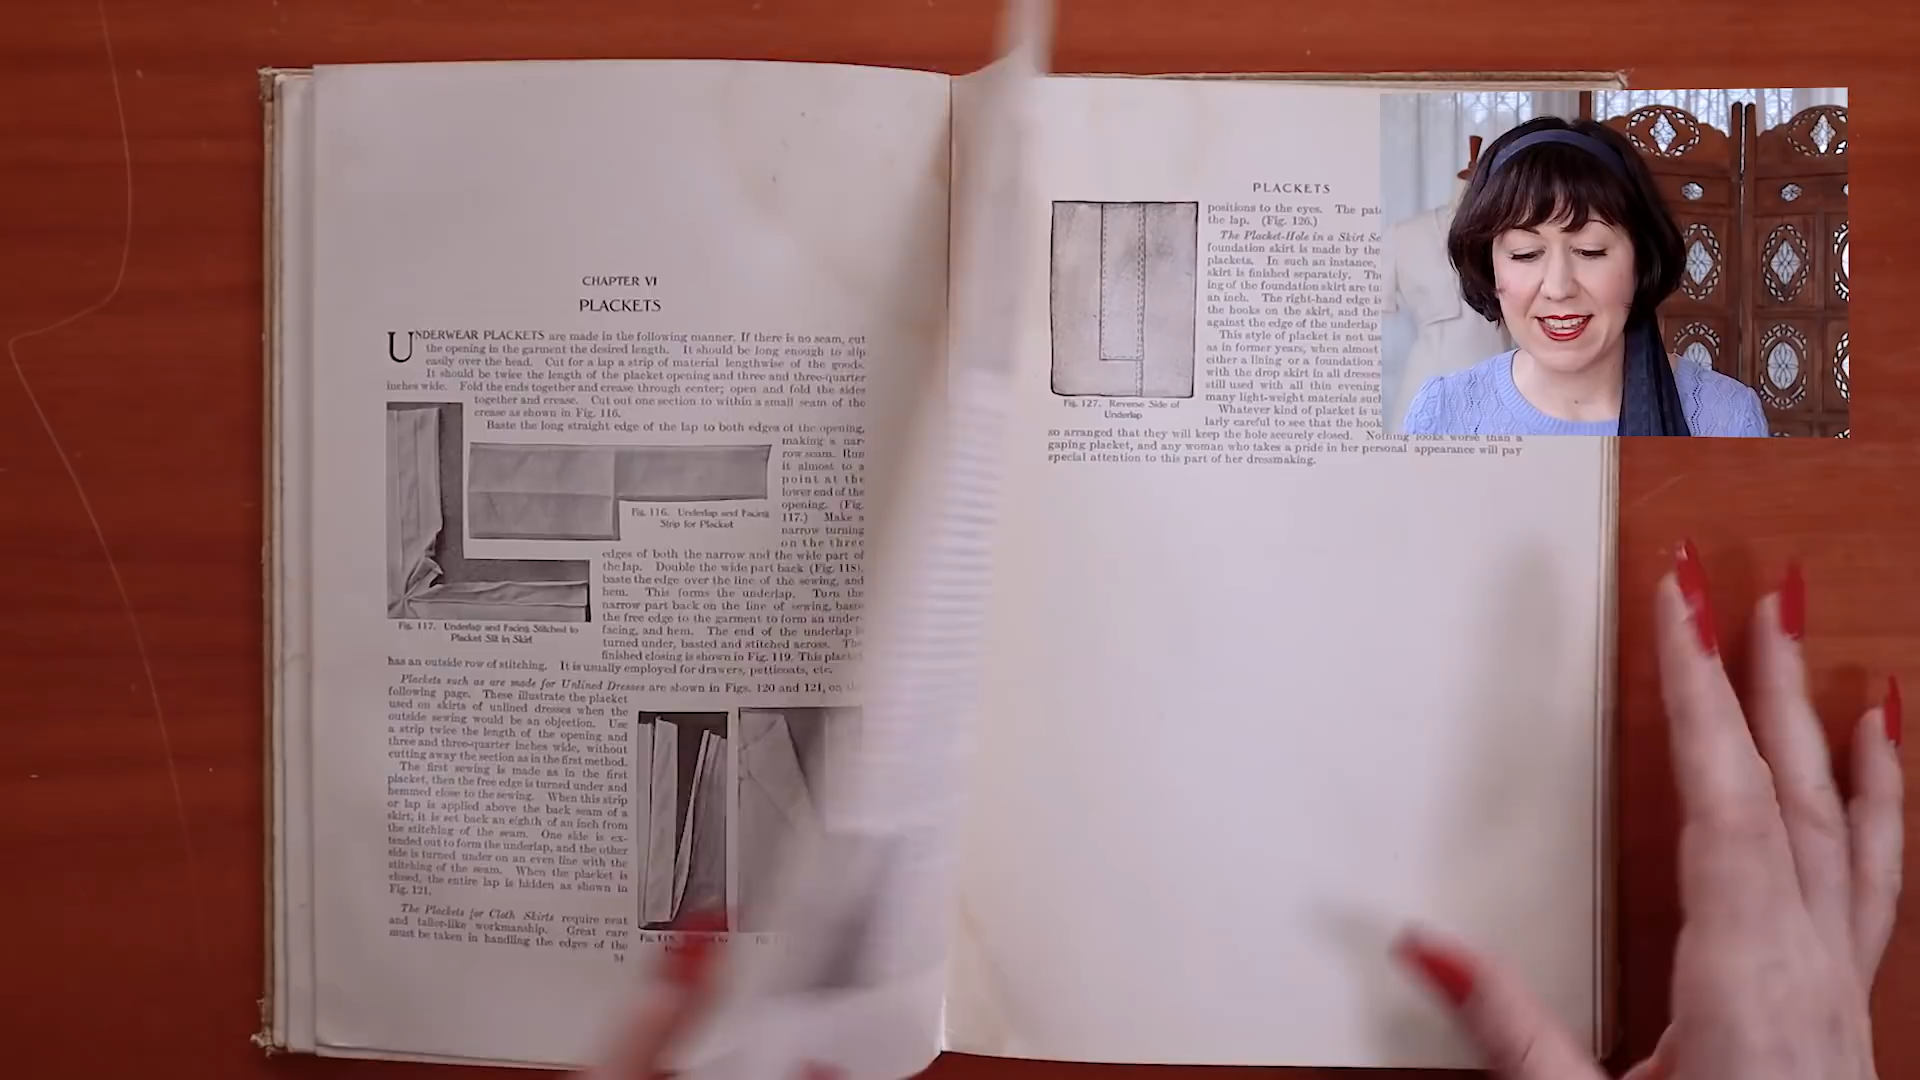 CHAPTER VI
PLACKETS
UNDERWEAR PLACKETS are made in the following manner. If there is no seam, cut
the opening in the garment the desired length. It should be long enough to slip
easily over the head. Cut for a lap a strip of material lengthwise of the goods.
It should be twice the length of the placket opening and three and three-quarter
inches wide. Fold the ends together and crease through center; open and fold the sides
together and crease. Cut out one section to within a small seam of the
crease as shown in Fig. 116.
Baste the long straight edge of the lap to both edges of the opening,
making a nar-
row seam. Run
it almost to a
point at the
lower end of the
opening. (Fig.
117.) Make a
narrow turning
on the three
Fig. 116. Underlap and Facing
Strip for Placket
edges of both the narrow and the wide part of
the lap. Double the wide part back (Fig. 118),
baste the edge over the line of the sewing, and
hem. This forms the underlap. Turn the
narrow part back on the line of sewing, baste
the free edge to the garment to form an under-
facing, and hem. The end of the underlap is
turned under, basted and stitched across. The
finished closing is shown in Fig. 119. This placket
Fig. 117. Underlap and Facing Stitched to
Placket Slit in Skirt
has an outside row of stitching. It is usually employed for drawers, petticoats, etc.
Plackets such as are made for Unlined Dresses are shown in Figs. 120 and 121, on
following page. These illustrate the placket
used on skirts of unlined dresses when the
outside sewing would be an objection. Use
a strip twice the length of the opening and
three and three-quarter inches wide, without
cutting away the section as in the first method.
The first sewing is made as in the first
placket, then the free edge is turned under and
hemmed close to the sewing. When this strip
or lap is applied above the back seam of a
skirt, it is set back an eighth of an inch from
the stitching of the seam. One side is ex-
tended out to form the underlap, and the other
side is turned under on an even line with the
stitching of the seam. When the placket is
closed, the entire lap is hidden as shown in
Fig. 121.
The Plackets for Cloth Skirts require neat
and tailor-like workmanship. Great care
must be taken in handling the edges of the
54
PLACKETS
positions to the eyes. The
the lap. (Fig. 126.)
The Placket-Hole in a Skirt
foundation skirt is made by the
plackets. In such an instance,
skirt is finished separately.
ing of the foundation skirt are
an inch. The right-hand edge
the hooks on the skirt, and the
against the edge of the underlap
This style of placket is not
as in former years, when almost
either a lining or a foundation
with the drop skirt in all dresses
still used with all thin evening
many light-weight materials
Whatever kind of placket is
larly careful to see that the
Fig. 127. Reverse Side of
Underlap
so arranged that they will keep the hole securely closed. Nothing looks worse than a
gaping placket, and any woman who takes a pride in her personal appearance will pay
special attention to this part of her dressmaking.